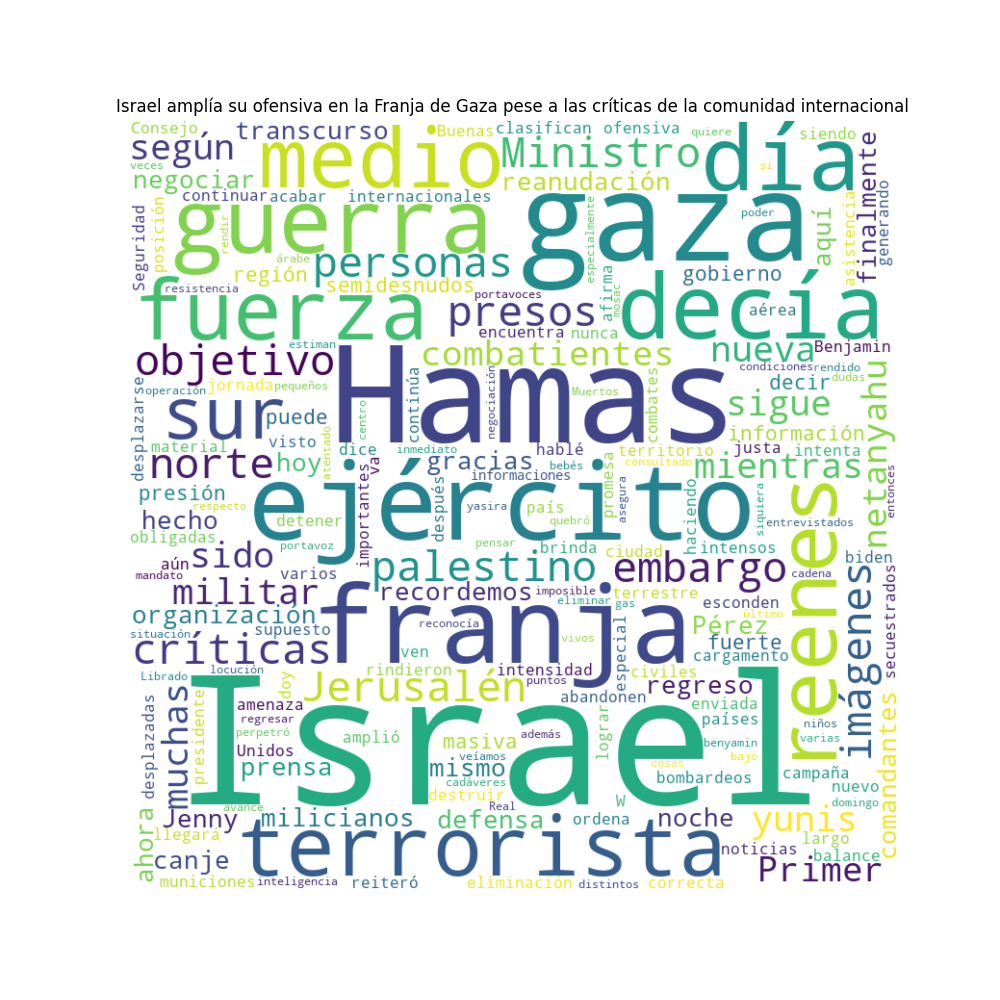 Israel amplía su ofensiva en la Franja de Gaza pese a las críticas de la comunidad internacional
Consejo
transcurso
medio
Buenas
clasifican
ofensiva
quiere
día
siendo
según
Ministro
veces
negociar
reanudación
si
finalmente
continuar
acabar
internacionales
guerra
gaza
especialmente
poder
aquí
asistencia
generando
Seguridad
posición
rendir
árabe
personas
región
semidesnudos
gobierno
resistencia
portavoces
afirma
mosac
aérea
fuerza
presos
decía
encuentra
nunca
estiman
objetivo
combatientes
nueva
Benjamin
Hamas
condiciones
rendido
operación
jornada
pequeños
continúa
negociación
Muertos
combates
decir
dudas
netanyahu
desplazarse
sur
puede
centro
sigue
visto
atentado
material
dice
inmediato
hablé
territorio
información
justa
intenta
norte
hoy
va
gracias
bebés
consultado
mientras
presión
importantes
después
informaciones
promesa
asegura
entonces
respecto
ejército
yasira
país
haciendo
siquiera
reenes
hecho
detener
quebró
entrevistados
obligadas
portavoz
pensar
brinda
ciudad
intensos
biden
aún
sido
palestino
embargo
cadena
mandato
varios
militar
recordemos
imposible
terrestre
imágenes
secuestrados
eliminar
gas
esconden
último
organización
franja
reconocía
Pérez
situación
supuesto
especial
fuerte
críticas
ven
vivos
cargamento
locución
rindieron
intensidad
civiles
Librado
doy
Jerusalén
puntos
regreso
desplazadas
muchas
presidente
amenaza
abandonen
enviada
comandantes
regresar
Israel
lograr
países
niños
perpetró
Unidos
amplió
masiva
además
benyamin
varias
veíamos
prensa
mismo
cosas
bajo
bombardeos
campaña
cadáveres
destruir
W
nuevo
avance
Real
domingo
ahora
Jenny
milicianos
defensa
ordena
noche
yunis
llegará
largo
terrorista
canje
noticias
balance
Primer
municiones
inteligencia
reiteró
eliminación
distintos
correcta